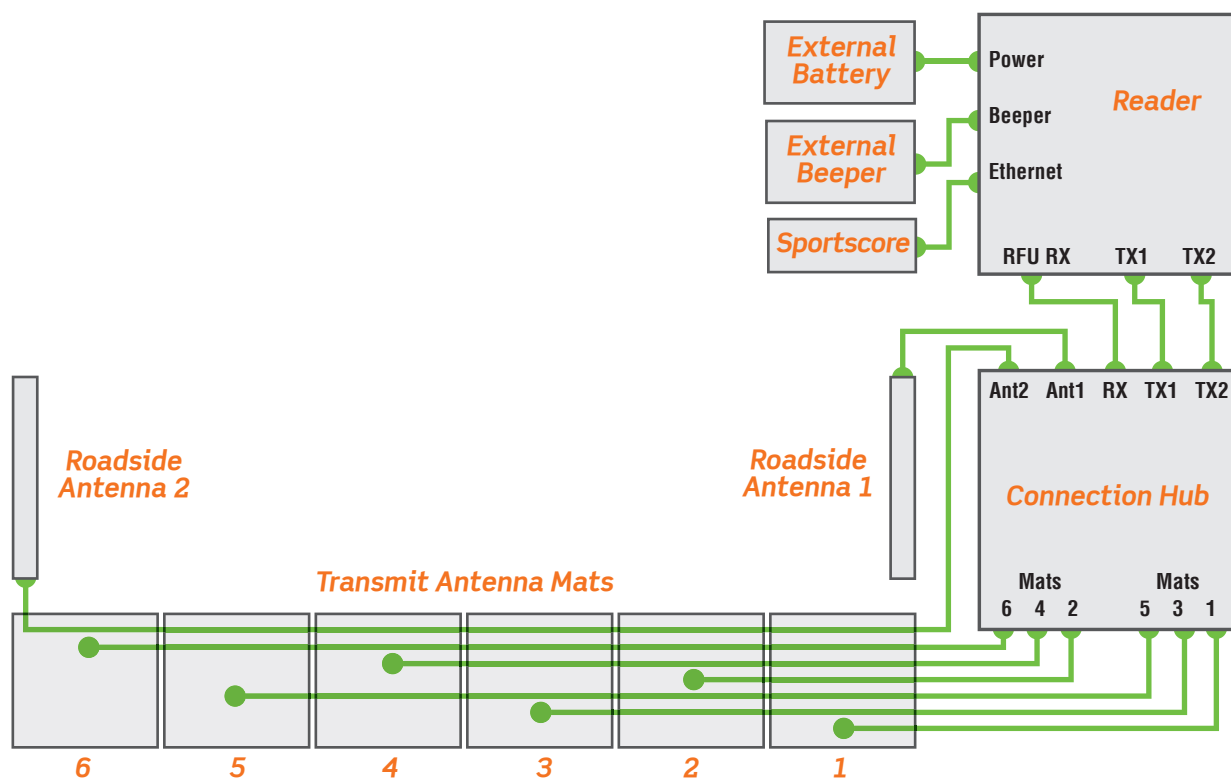 External
Battery
Power
Reader
External
Beeper
Beeper
Ethernet
Sportscore
RFU RX TX1 TX2
Ant2 Ant1 RX TX1 TX2
Roadside
Antenna 2
Roadside
Antenna 1
Connection Hub
Transmit Antenna Mats
Mats Mats
6 4 2 5 3 1
6 5 4 3 2 1